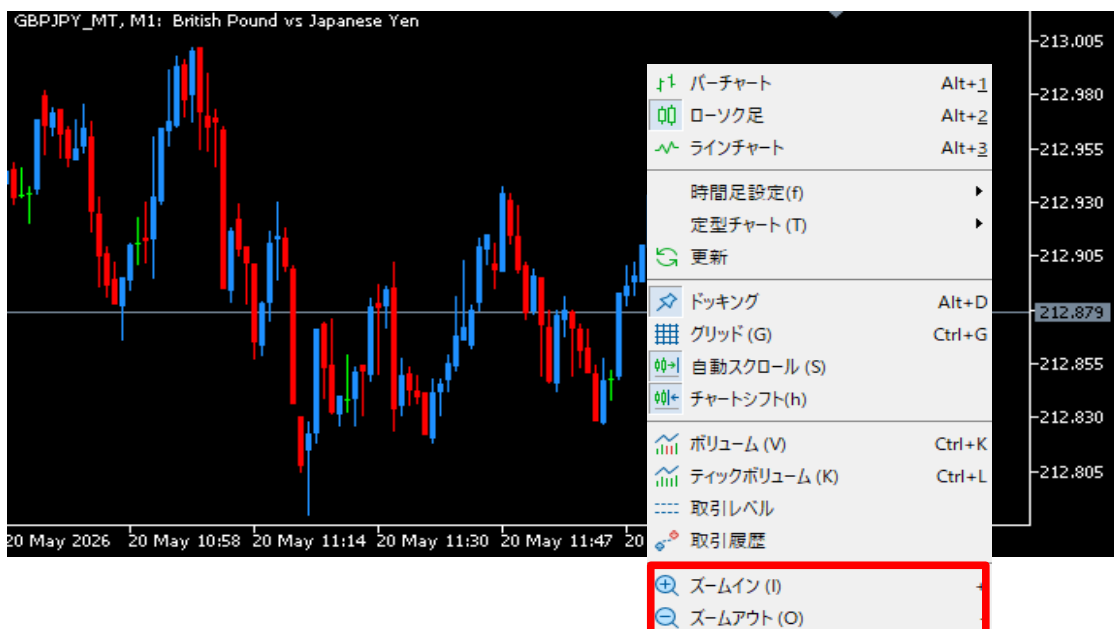 GBPJPY_MT, M1: British Pound vs Japanese Yen
213.005
212.980
212.955
212.930
212.905
212.879
212.855
212.830
212.805
バーチャート Alt+1
ローソク足 Alt+2
ラインチャート Alt+3
時間足設定(f)
定型チャート (T)
更新
ドッキング Alt+D
グリッド (G) Ctrl+G
自動スクロール (S)
チャートシフト(h)
ボリューム (V) Ctrl+K
ティックボリューム (K) Ctrl+L
取引レベル
取引履歴
ズームイン (I) +
ズームアウト (O) -
20 May 2026 20 May 10:58 20 May 11:14 20 May 11:30 20 May 11:47 20